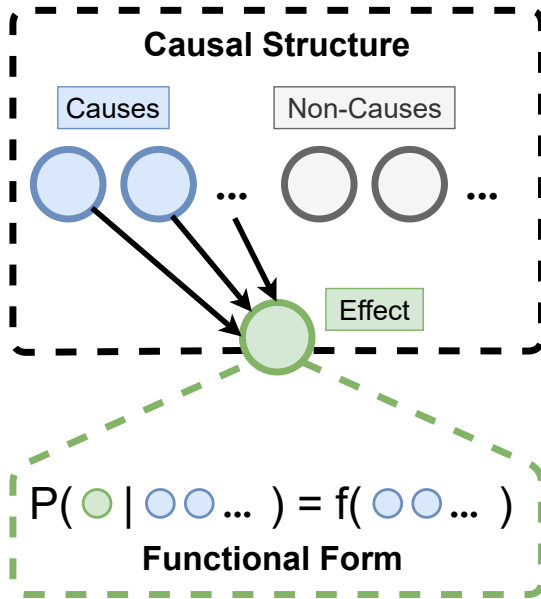 Causal Structure
Causes Non-Causes
... ...
Effect
P( | ... ) = f( ... )
Functional Form